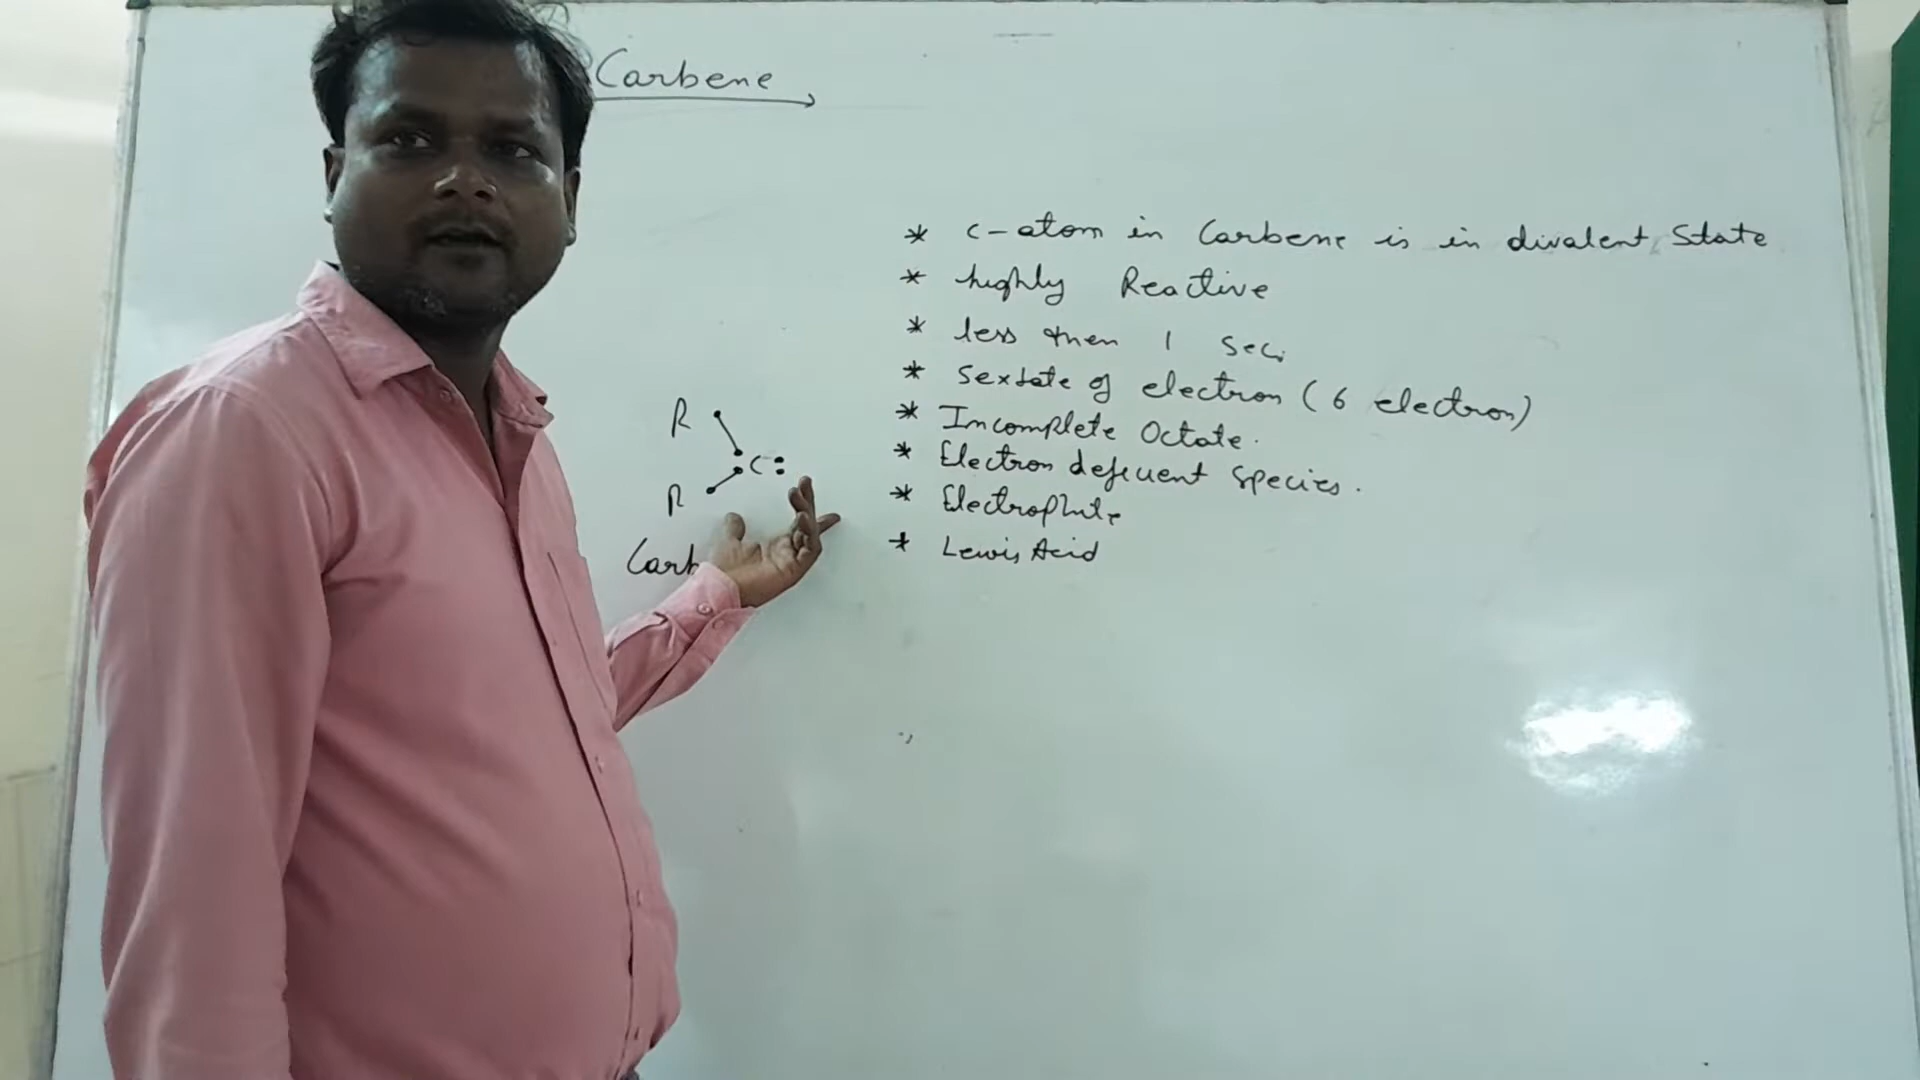 Carbene
* C-atom in Carbene is in divalent State
* highly Reactive
* less then 1 Sec.
* Sextate of electron (6 electron)
* Incomplete Octate.
* Electron deficient Species.
* Electrophile
* Lewis Acid
R
C:
R
Carb